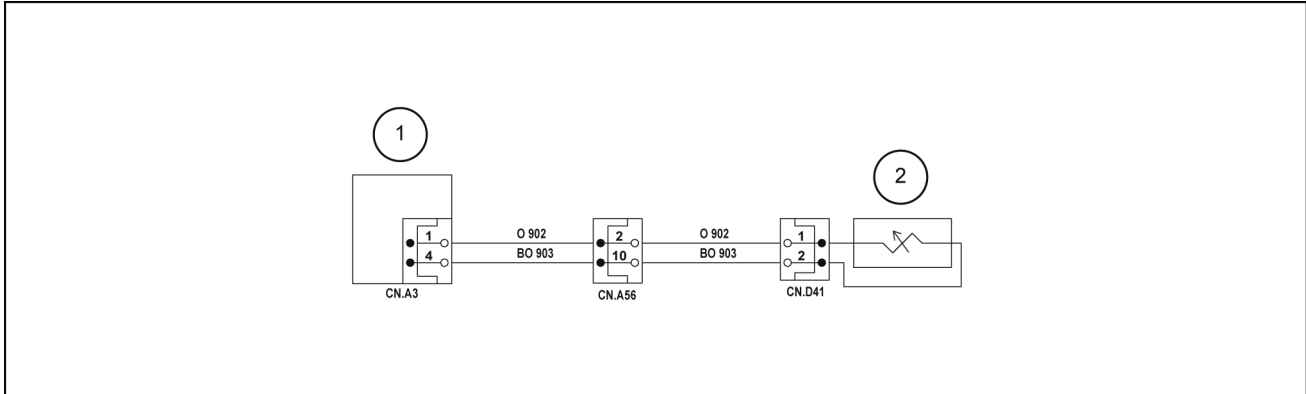 1
2
1 O 902 2 O 902 1
4 BO 903 10 BO 903 2
CN.A3 CN.A56 CN.D41